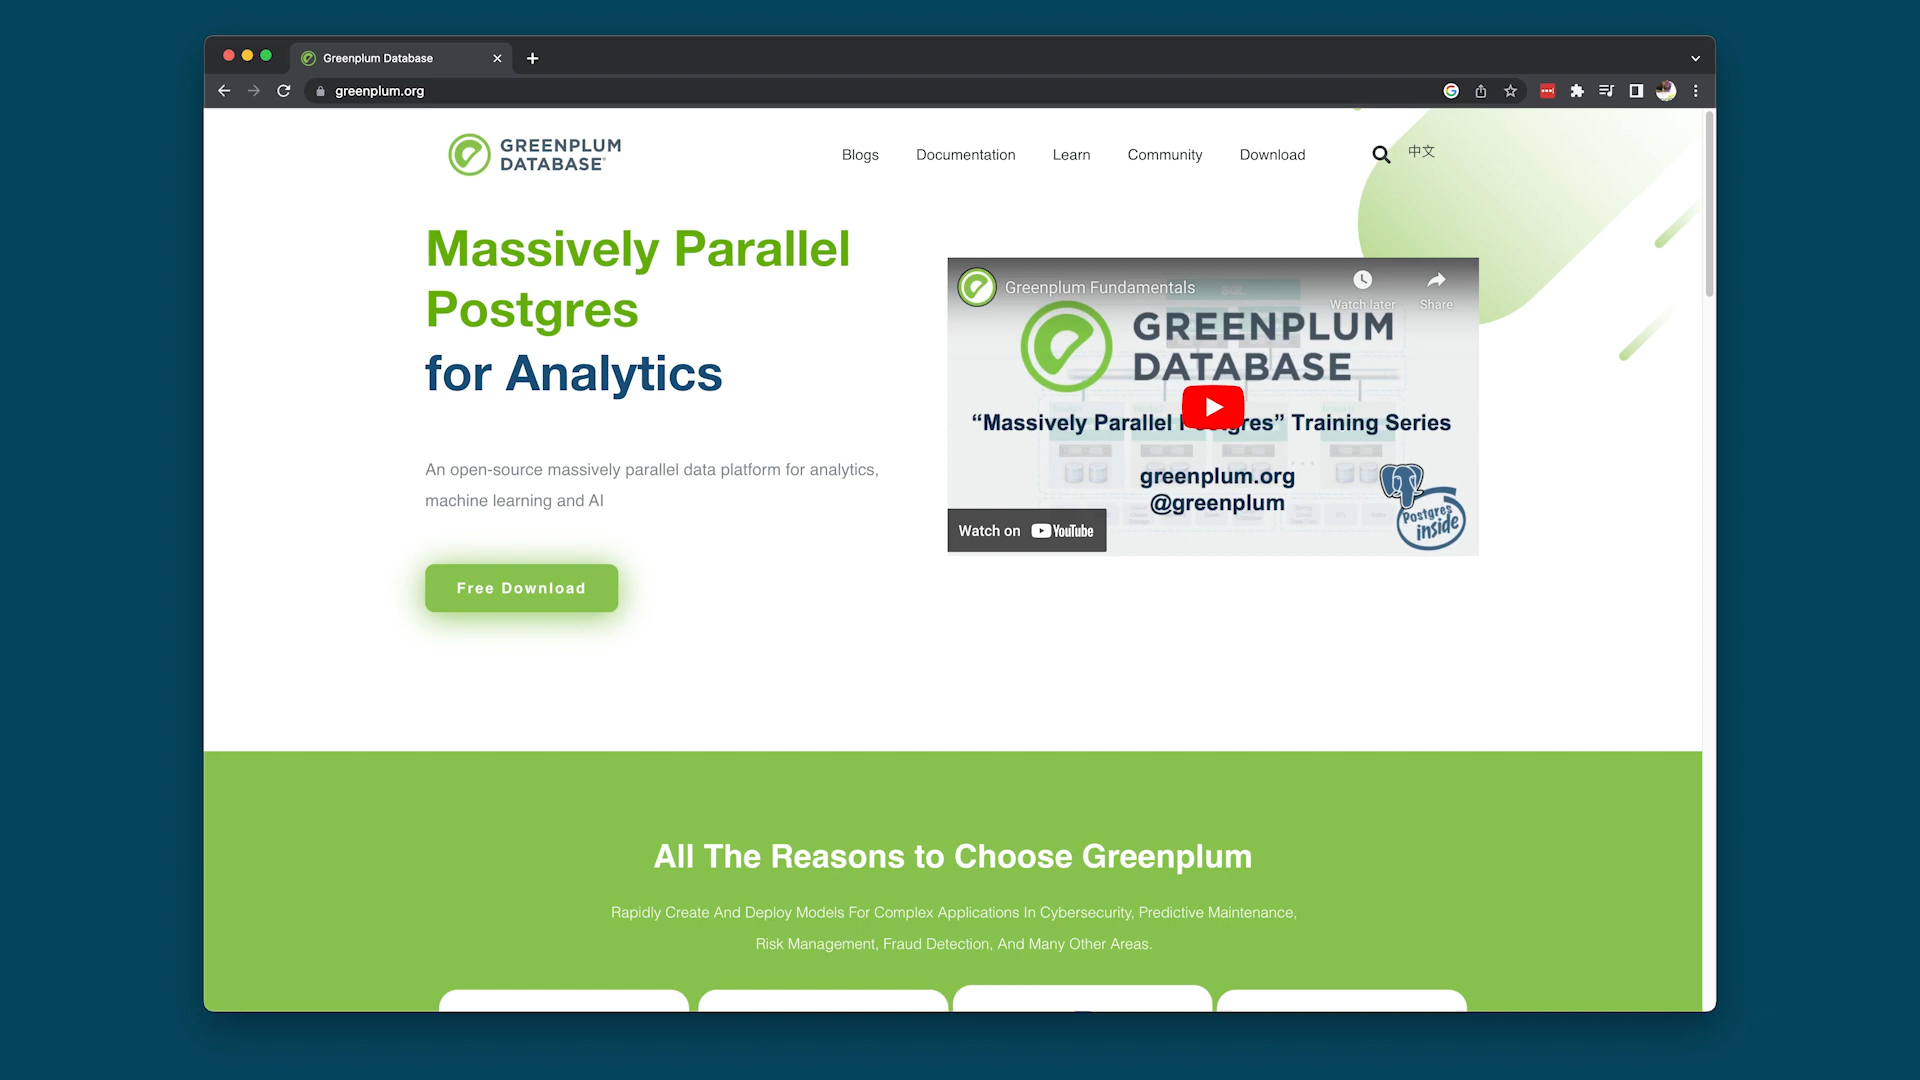 Greenplum Database
greenplum.org
GREENPLUM
DATABASE
Blogs Documentation Learn Community Download 中文
Massively Parallel
Postgres
for Analytics
An open-source massively parallel data platform for analytics,
machine learning and AI
Free Download
Greenplum Fundamentals
Watch later Share
SQL
GREENPLUM
DATABASE
“Massively Parallel Postgres” Training Series
greenplum.org
@greenplum
Postgres
inside
Watch on YouTube
All The Reasons to Choose Greenplum
Rapidly Create And Deploy Models For Complex Applications In Cybersecurity, Predictive Maintenance,
Risk Management, Fraud Detection, And Many Other Areas.